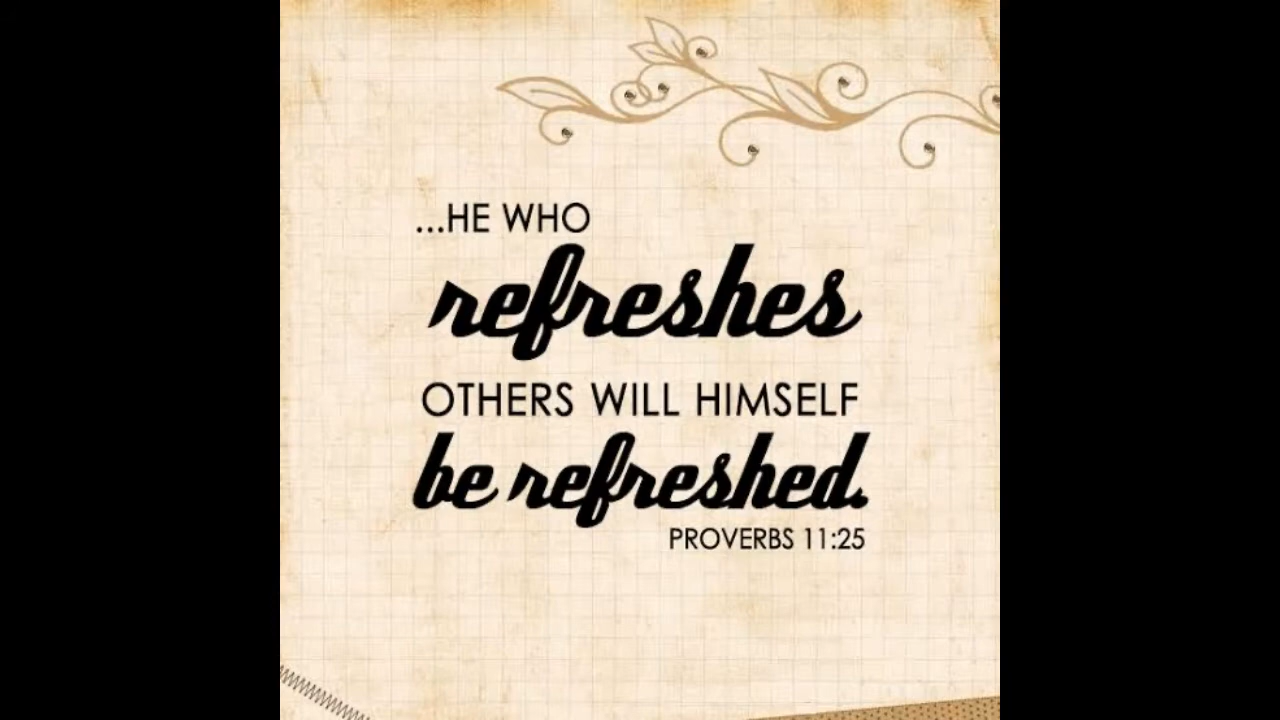 ...HE WHO
refreshes
OTHERS WILL HIMSELF
be refreshed.
PROVERBS 11:25